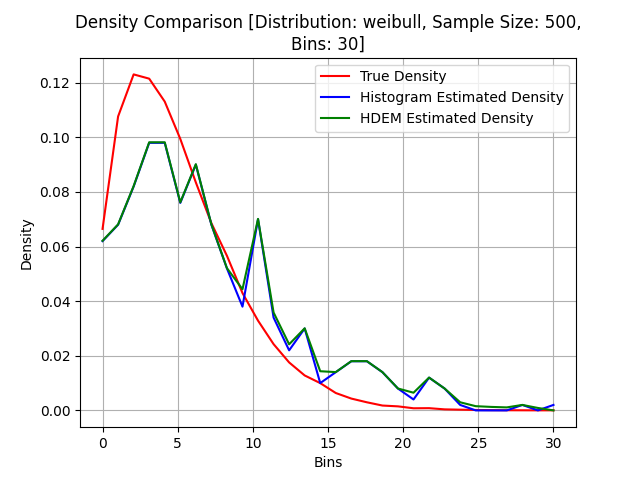 Density Comparison [Distribution: weibull, Sample Size: 500,
Bins: 30]
True Density
Histogram Estimated Density
HDEM Estimated Density
Density
0.12
0.10
0.08
0.06
0.04
0.02
0.00
0 5 10 15 20 25 30
Bins